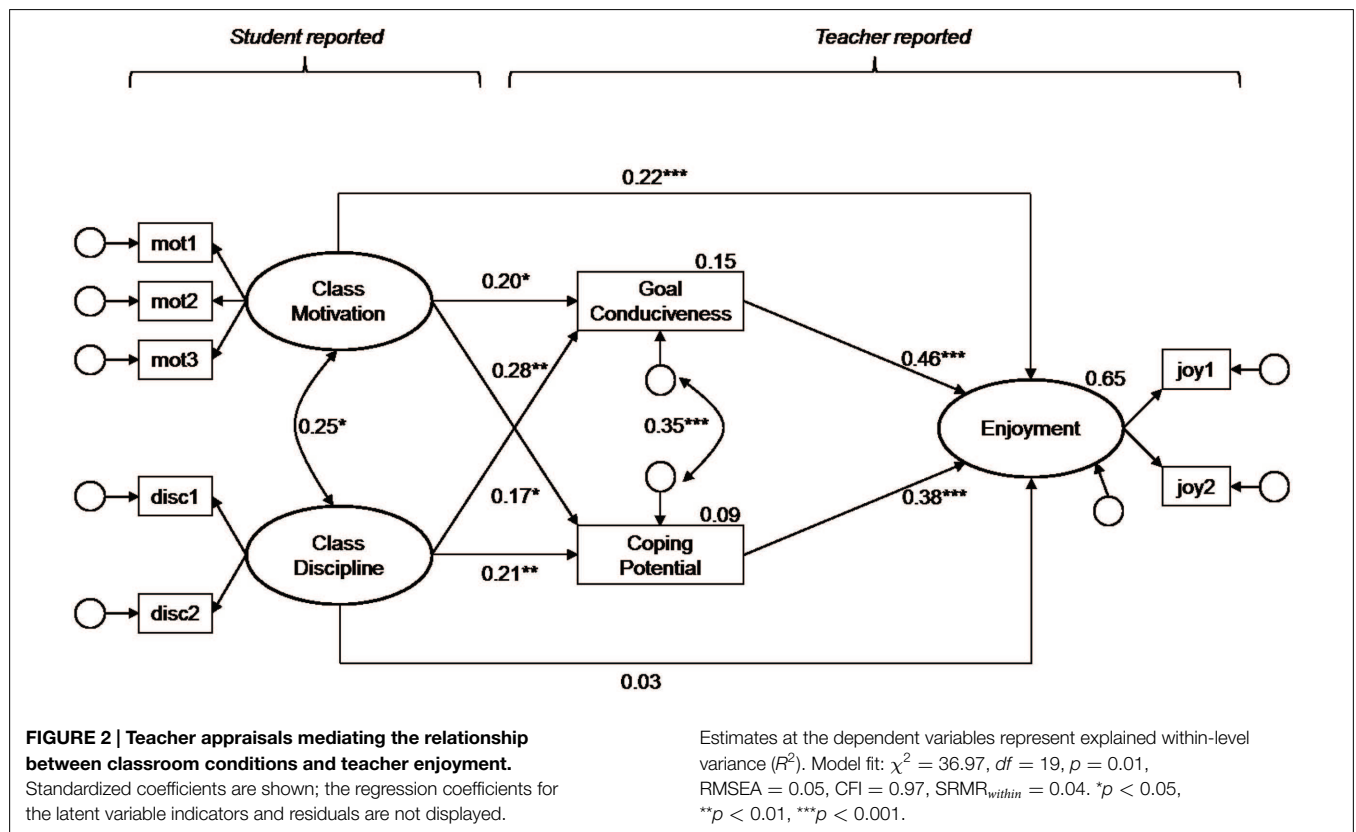 Student reported
Teacher reported
0.22***
mot1
mot2
mot3
Class
Motivation
0.20*
0.15
Goal
Conduciveness
0.28**
0.46***
0.25*
0.35***
0.65
Enjoyment
joy1
joy2
disc1
disc2
Class
Discipline
0.17*
0.21**
0.09
Coping
Potential
0.38***
0.03
FIGURE 2 | Teacher appraisals mediating the relationship
between classroom conditions and teacher enjoyment.
Standardized coefficients are shown; the regression coefficients for
the latent variable indicators and residuals are not displayed.
Estimates at the dependent variables represent explained within-level
variance (R²). Model fit: χ² = 36.97, df = 19, p = 0.01,
RMSEA = 0.05, CFI = 0.97, SRMRwithin = 0.04. *p < 0.05,
**p < 0.01, ***p < 0.001.